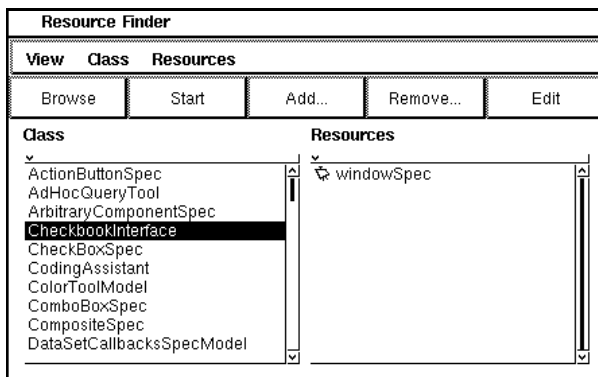 Resource Finder
View Class Resources
Browse Start Add... Remove... Edit
Class Resources
ActionButtonSpec windowSpec
AdHocQueryTool
ArbitraryComponentSpec
CheckbookInterface
CheckBoxSpec
CodingAssistant
ColorToolModel
ComboBoxSpec
CompositeSpec
DataSetCallbacksSpecModel